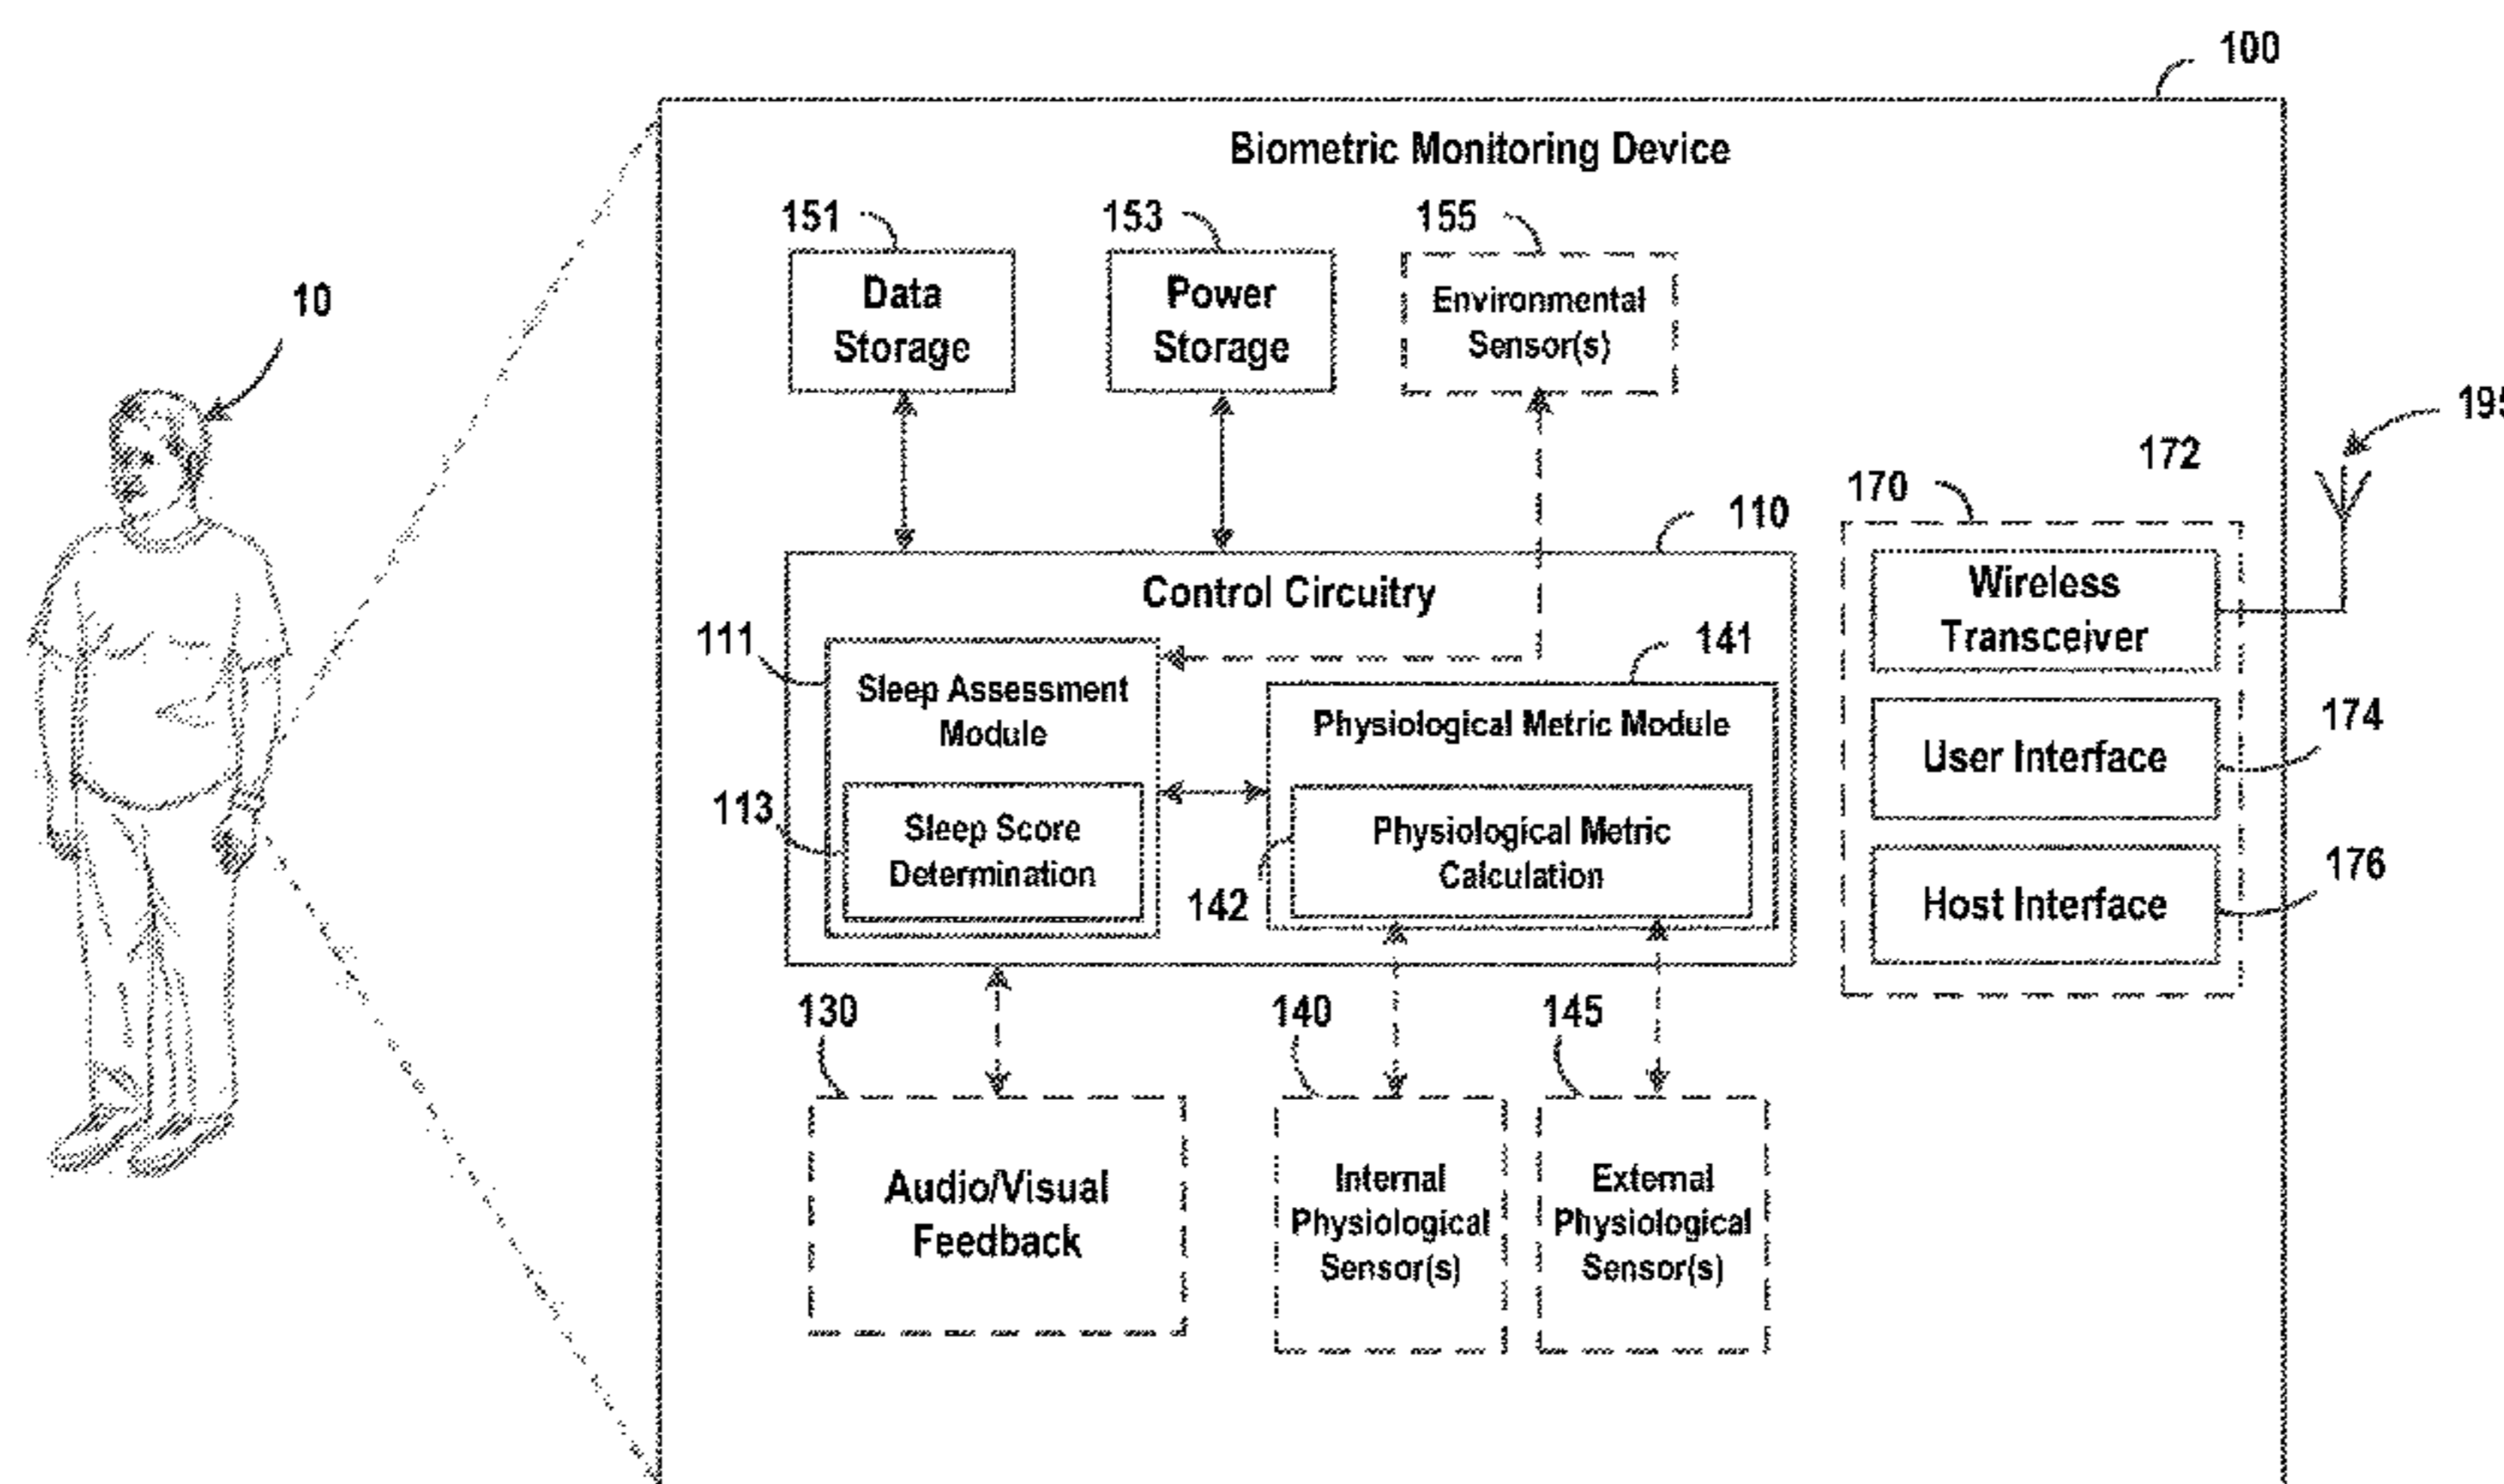 100
Biometric Monitoring Device
151
153
155
Data
Storage
Power
Storage
Environmental
Sensor(s)
10
195
172
170
110
Control Circuitry
Wireless
Transceiver
111
141
Sleep Assessment
Module
Physiological Metric Module
174
User Interface
113
Sleep Score
Determination
Physiological Metric
Calculation
142
176
Host Interface
130
140
145
Audio/Visual
Feedback
Internal
Physiological
Sensor(s)
External
Physiological
Sensor(s)